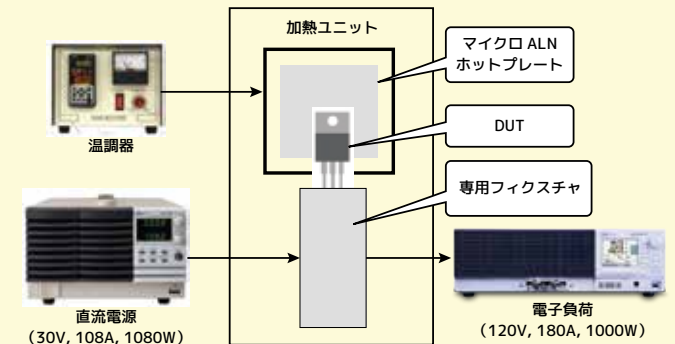 加熱ユニット
マイクロ ALN
ホットプレート
DUT
専用フィクスチャ
温調器
直流電源
（30V, 108A, 1080W）
電子負荷
（120V, 180A, 1000W）